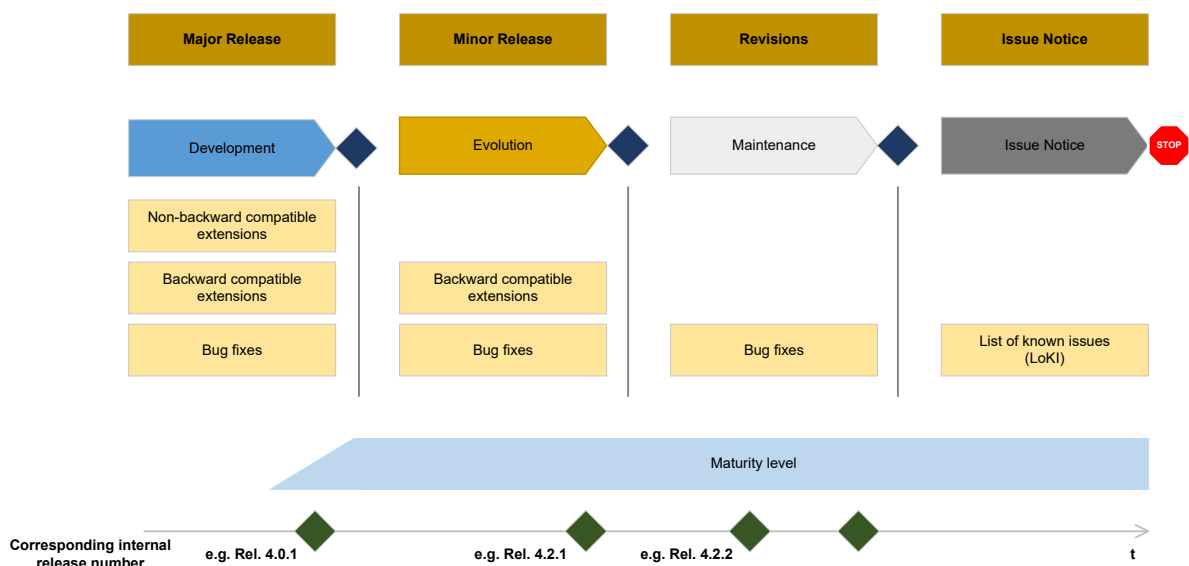 Major Release
Minor Release
Revisions
Issue Notice
Development
Evolution
Maintenance
Issue Notice
STOP
Non-backward compatible
extensions
Backward compatible
extensions
Backward compatible
extensions
Bug fixes
Bug fixes
Bug fixes
List of known issues
(LoKI)
Maturity level
Corresponding internal
release number
e.g. Rel. 4.0.1
e.g. Rel. 4.2.1
e.g. Rel. 4.2.2
t